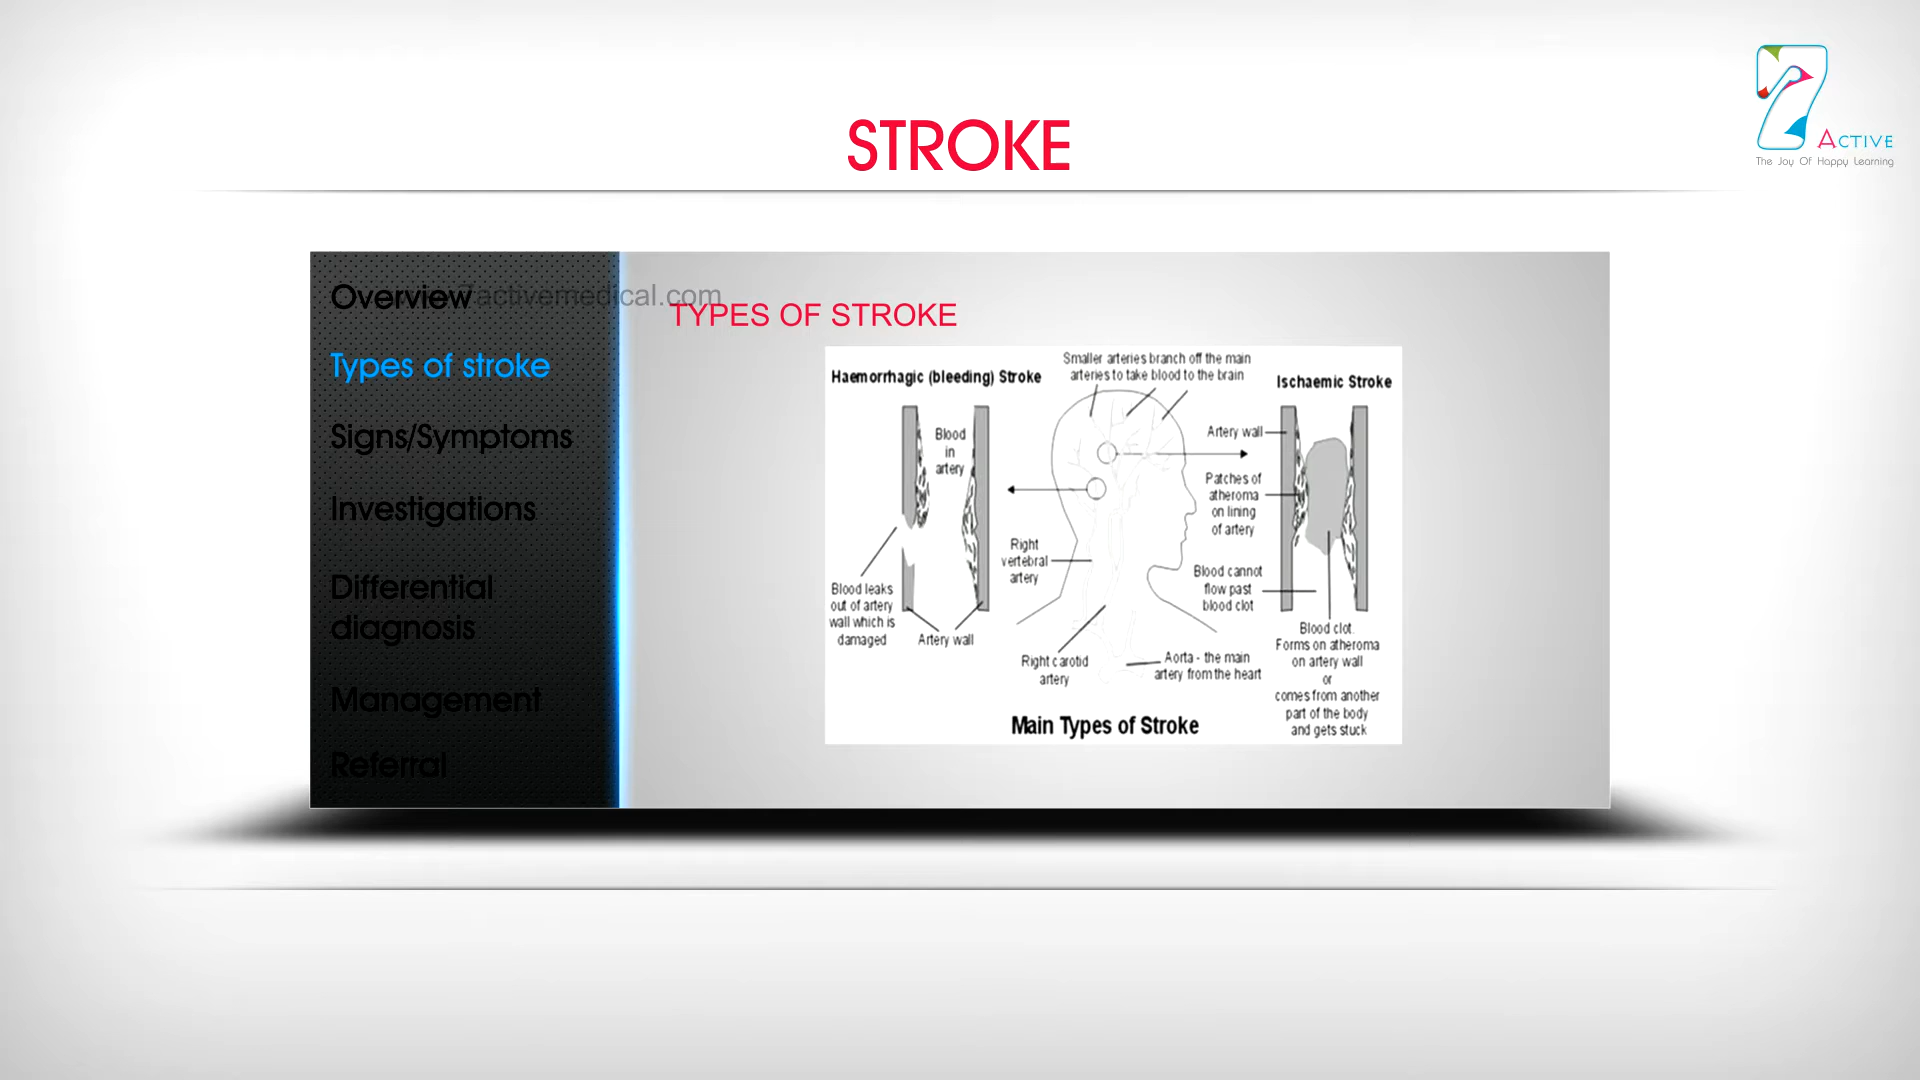 STROKE
7 ACTIVE
The Joy Of Happy Learning
Overview
7activemedical.com
Types of stroke
Signs/Symptoms
Investigations
Differential
diagnosis
Management
Referral
TYPES OF STROKE
Haemorrhagic (bleeding) Stroke
Smaller arteries branch off the main
arteries to take blood to the brain
Ischaemic Stroke
Blood
in
artery
Blood leaks
out of artery
wall which is
damaged
Artery wall
Right
vertebral
artery
Right carotid
artery
Aorta - the main
artery from the heart
Artery wall
Patches of
atheroma
on lining
of artery
Blood cannot
flow past
blood clot
Blood clot.
Forms on atheroma
on artery wall
or
comes from another
part of the body
and gets stuck
Main Types of Stroke